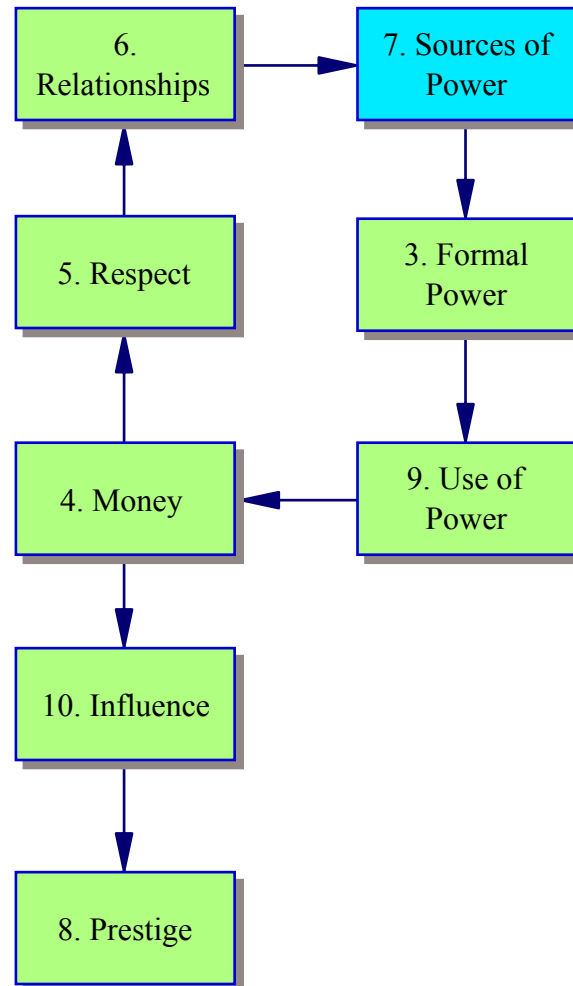 6.
Relationships
7. Sources of
Power
5. Respect
3. Formal
Power
4. Money
9. Use of
Power
10. Influence
8. Prestige